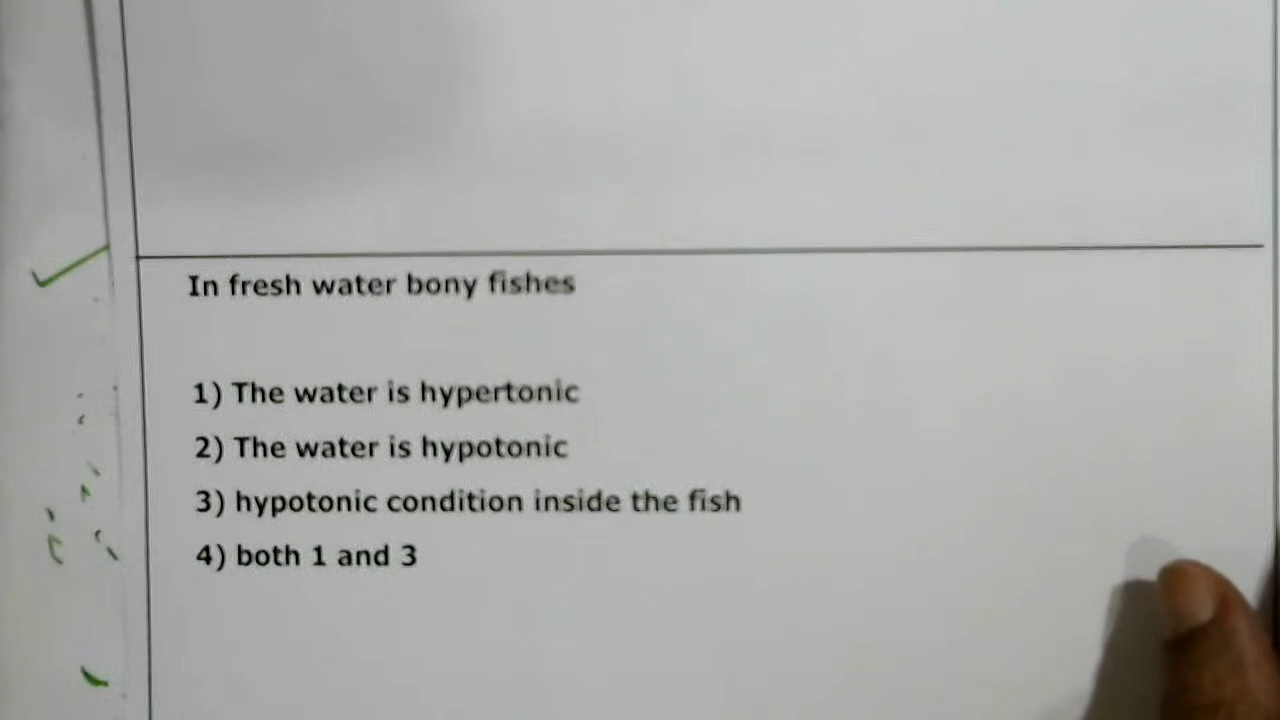 In fresh water bony fishes
1) The water is hypertonic
2) The water is hypotonic
3) hypotonic condition inside the fish
4) both 1 and 3